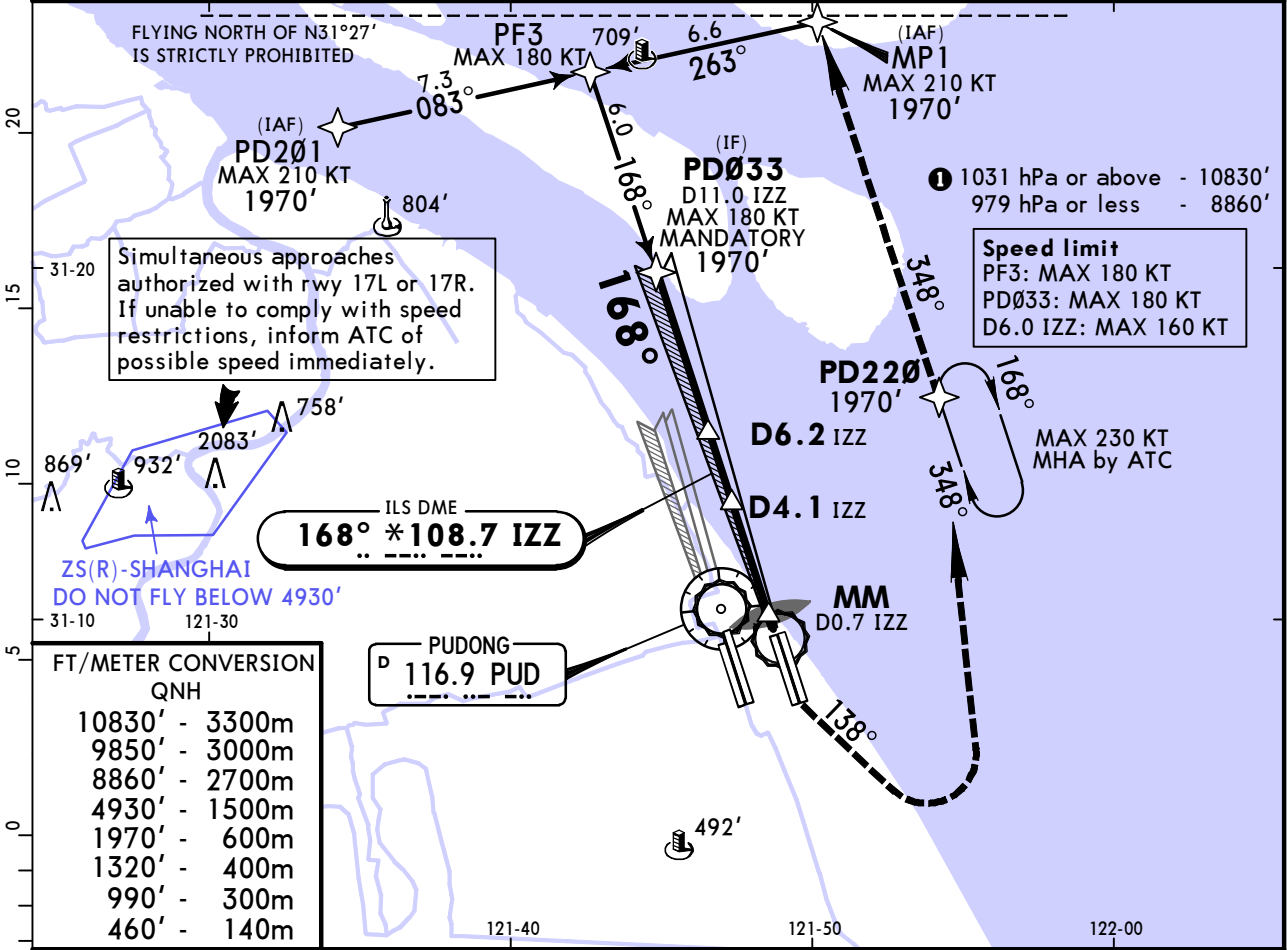 FLYING NORTH OF N31°27'
IS STRICTLY PROHIBITED
PF3
MAX 180 KT
709'
6.6
263°
(IAF)
MP1
MAX 210 KT
1970'
7.3
083°
(IAF)
PD2Ø1
MAX 210 KT
1970'
804'
6.0
168°
(IF)
PDØ33
D11.0 IZZ
MAX 180 KT
MANDATORY
1970'
1 1031 hPa or above - 10830'
979 hPa or less - 8860'
Speed limit
PF3: MAX 180 KT
PDØ33: MAX 180 KT
D6.0 IZZ: MAX 160 KT
20
31-20
15
Simultaneous approaches
authorized with rwy 17L or 17R.
If unable to comply with speed
restrictions, inform ATC of
possible speed immediately.
168°
348°
PD22Ø
1970'
168°
348°
MAX 230 KT
MHA by ATC
758'
2083'
869'
932'
10
D6.2 IZZ
D4.1 IZZ
ILS DME
168° *108.7 IZZ
ZS(R)-SHANGHAI
DO NOT FLY BELOW 4930'
31-10
121-30
MM
D0.7 IZZ
PUDONG
D 116.9 PUD
5
138°
FT/METER CONVERSION
QNH
10830' - 3300m
9850' - 3000m
8860' - 2700m
4930' - 1500m
1970' - 600m
1320' - 400m
990' - 300m
460' - 140m
0
492'
121-40
121-50
122-00